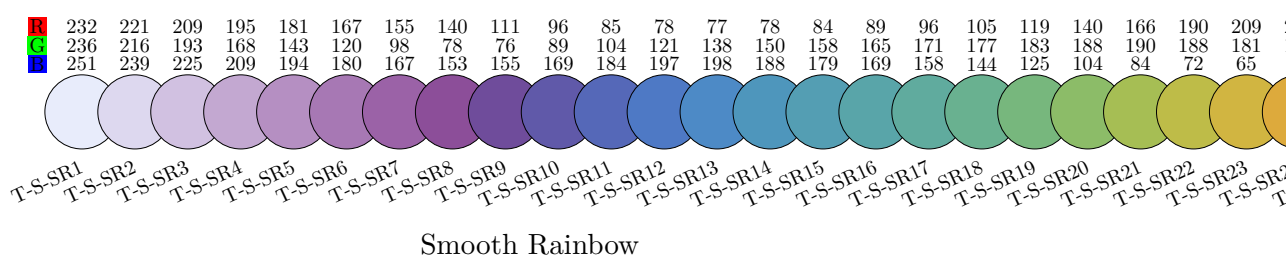 R 232 221 209 195 181 167 155 140 111 96 85 78 77 78 84 89 96 105 119 140 166 190 209
G 236 216 193 168 143 120 98 78 76 89 104 121 138 150 158 165 171 177 183 188 190 188 181
B 251 239 225 209 194 180 167 153 155 169 184 197 198 188 179 169 158 144 125 104 84 72 65
T-S-SR1 T-S-SR2 T-S-SR3 T-S-SR4 T-S-SR5 T-S-SR6 T-S-SR7 T-S-SR8 T-S-SR9 T-S-SR10 T-S-SR11 T-S-SR12 T-S-SR13 T-S-SR14 T-S-SR15 T-S-SR16 T-S-SR17 T-S-SR18 T-S-SR19 T-S-SR20 T-S-SR21 T-S-SR22 T-S-SR23
Smooth Rainbow